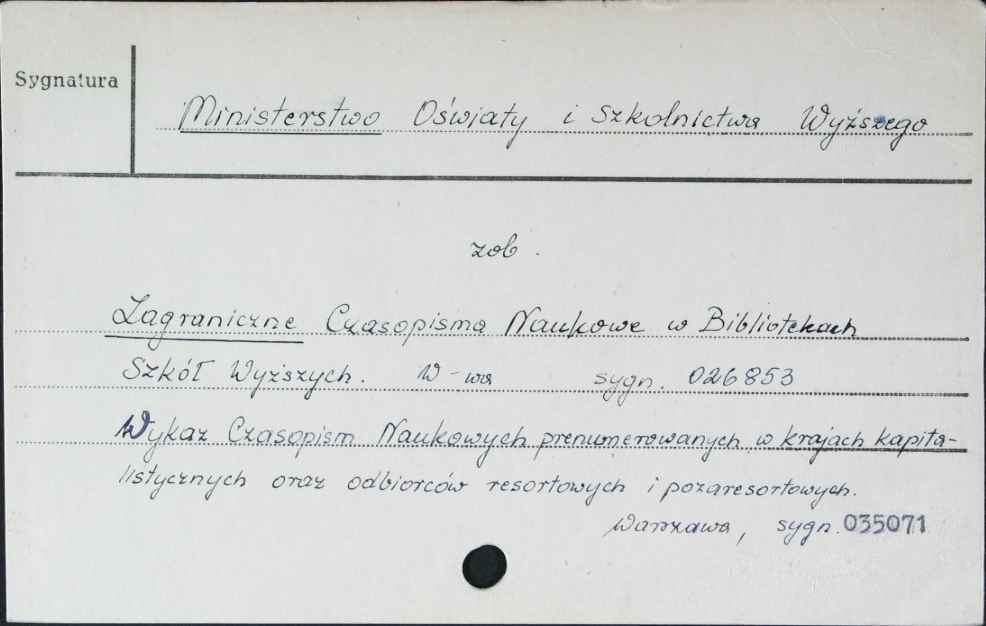 Sygnatura
Ministerstwo Oświaty i Szkolnictwa Wyższego
zob.
Zagraniczne Czasopisma Naukowe w Bibliotekach
Szkół Wyższych. W-wa sygn. 026853
Wykaz Czasopism Naukowych prenumerowanych w krajach kapita-
listycznych oraz odbiorców resortowych i pozaresortowych.
Warszawa, sygn. 035071